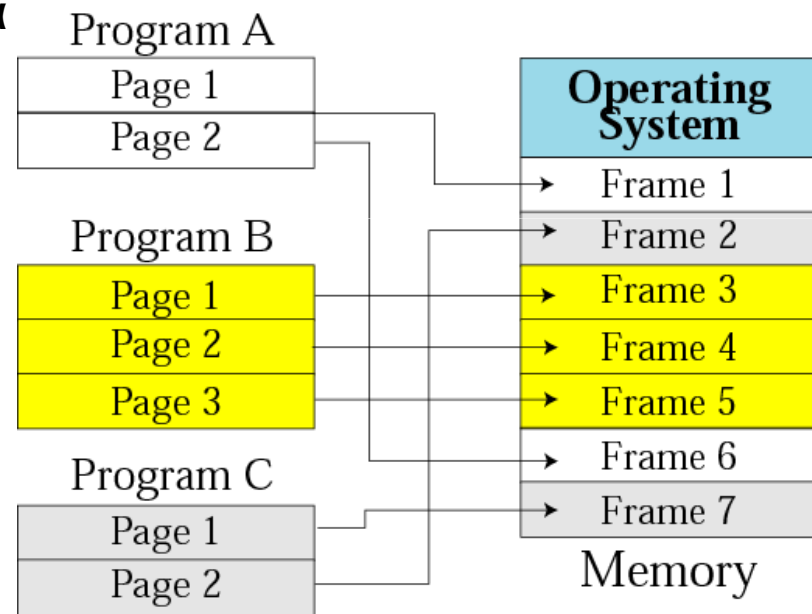 Program A
Page 1
Page 2
Program B
Page 1
Page 2
Page 3
Program C
Page 1
Page 2
Operating
System
Frame 1
Frame 2
Frame 3
Frame 4
Frame 5
Frame 6
Frame 7
Memory